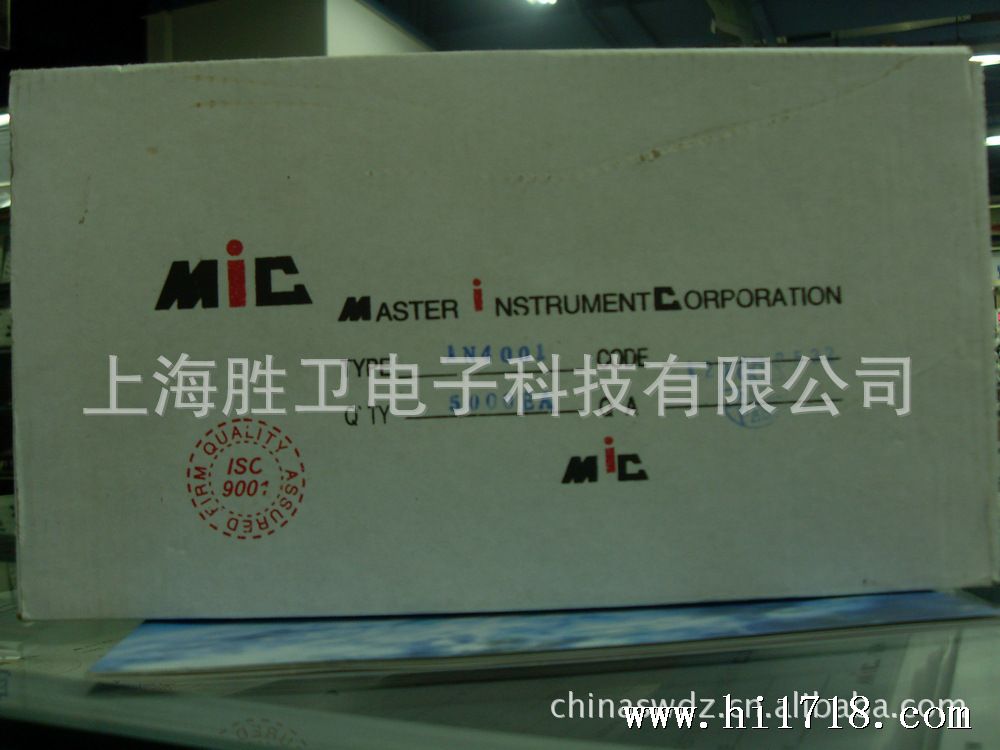 MiC
MASTER iNSTRUMENT CORPORATION
TYPE 1N4001 CODE
上海胜卫电子科技有限公司
Q'TY 5000EA Q A
MiC
FIRM QUALITY ASSURED
ISC
9001
chinaswdz.cn.alibaba.com
www.hi1718.com